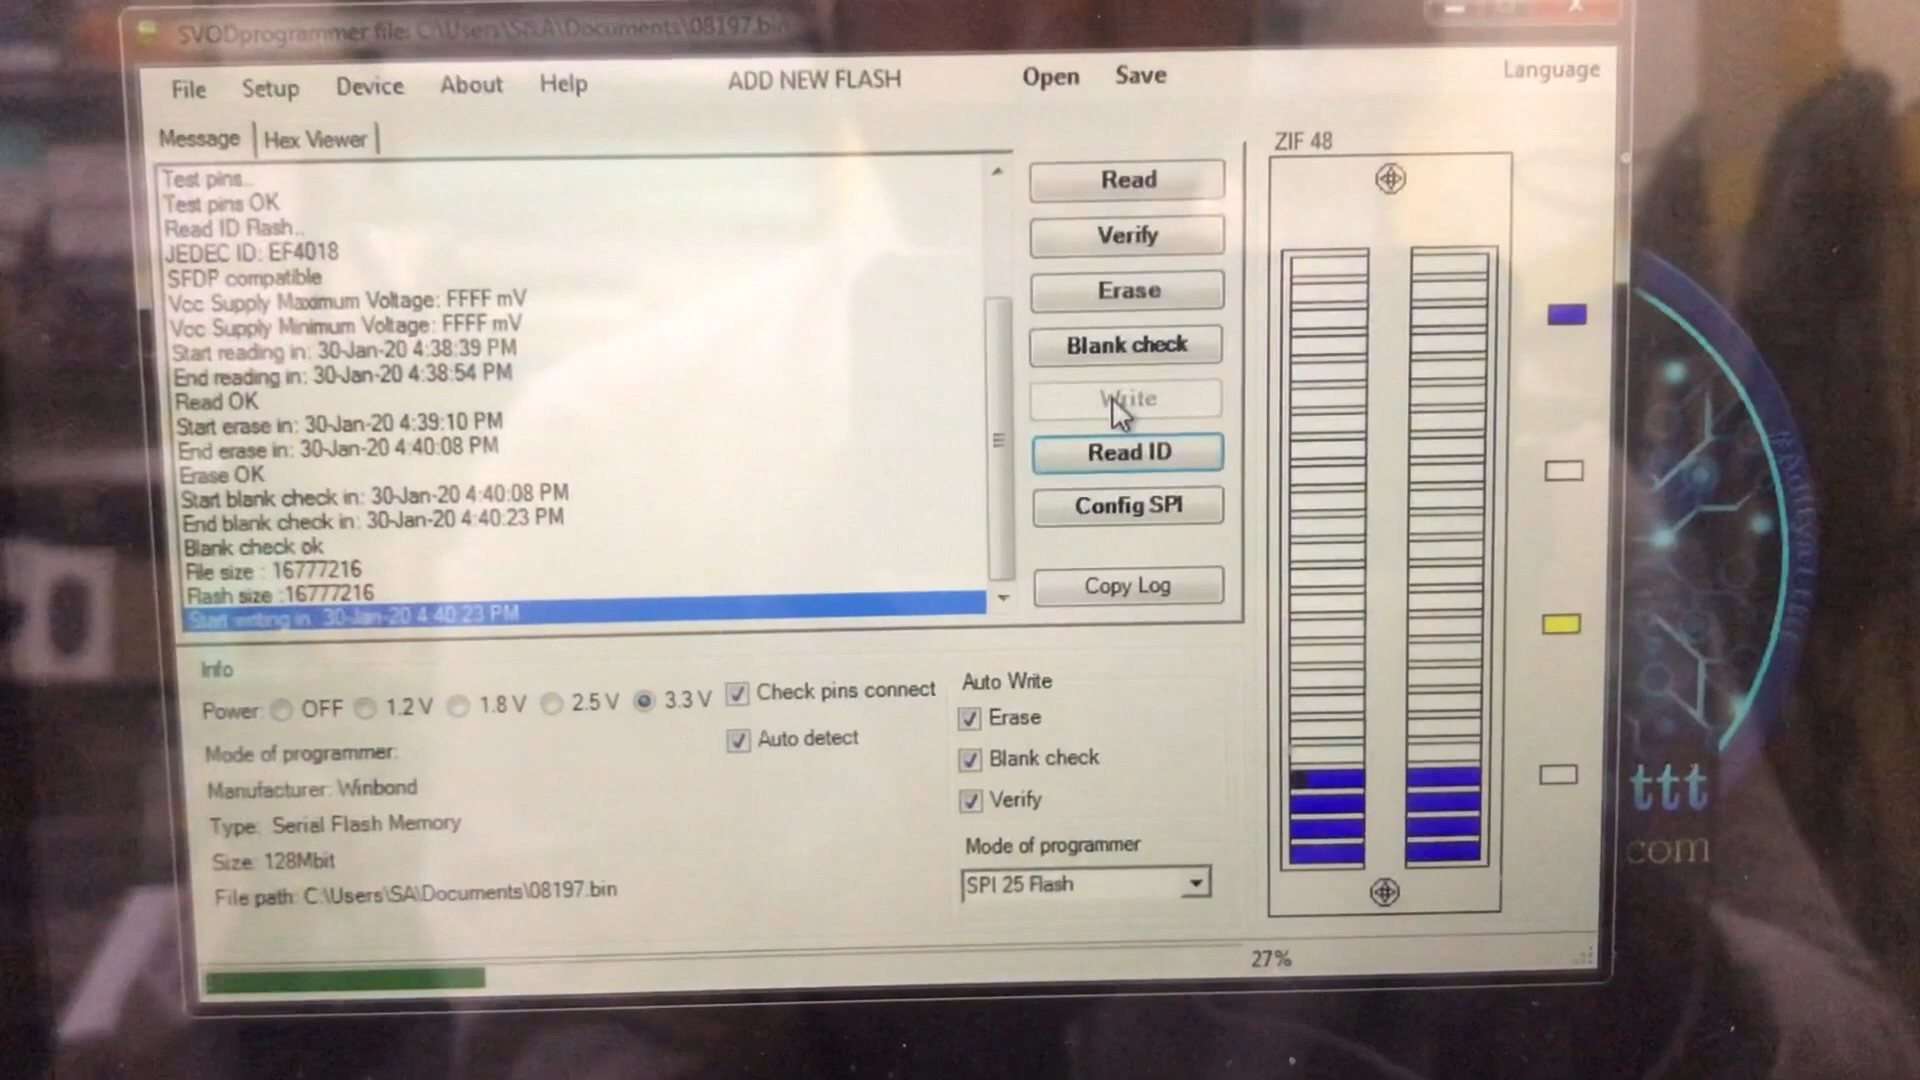 SVODprogrammer file: C:\Users\S&A\Documents\08197.bin
File Setup Device About Help ADD NEW FLASH Open Save Language
Message Hex Viewer
Test pins..
Test pins OK
Read ID Flash..
JEDEC ID: EF4018
SFDP compatible
Vcc Supply Maximum Voltage: FFFF mV
Vcc Supply Minimum Voltage: FFFF mV
Start reading in: 30-Jan-20 4:38:39 PM
End reading in: 30-Jan-20 4:38:54 PM
Read OK
Start erase in: 30-Jan-20 4:39:10 PM
End erase in: 30-Jan-20 4:40:08 PM
Erase OK
Start blank check in: 30-Jan-20 4:40:08 PM
End blank check in: 30-Jan-20 4:40:23 PM
Blank check ok
File size : 16777216
Flash size :16777216
Start writing in: 30-Jan-20 4:40:23 PM
Read
Verify
Erase
Blank check
Write
Read ID
Config SPI
Copy Log
ZIF 48
Info
Power: OFF 1.2 V 1.8 V 2.5 V 3.3 V
Check pins connect
Auto detect
Mode of programmer:
Manufacturer: Winbond
Type: Serial Flash Memory
Size: 128Mbit
File path: C:\Users\SA\Documents\08197.bin
Auto Write
Erase
Blank check
Verify
Mode of programmer
SPI 25 Flash
27%
ttt
com